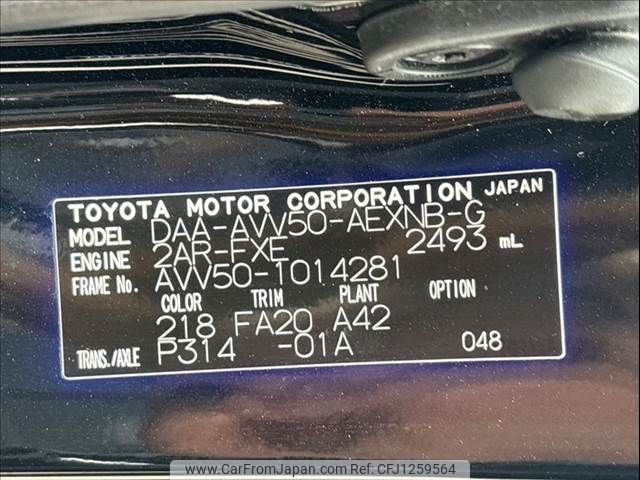 TOYOTA MOTOR CORPORATION JAPAN
MODEL DAA-AVV50-AEXNB-G
ENGINE 2AR-FXE 2493 mL
FRAME No. AVV50-1014281
COLOR TRIM PLANT OPTION
218 FA20 A42
TRANS./AXLE P314 -01A 048
www.CarFromJapan.com - CFJ1259564